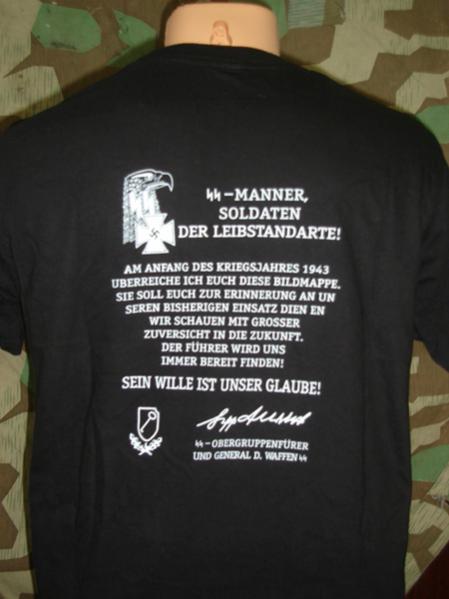 ᛋᛋ-MANNER,
SOLDATEN
DER LEIBSTANDARTE!
AM ANFANG DES KRIEGSJAHRES 1943
UBERREICHE ICH EUCH DIESE BILDMAPPE.
SIE SOLL EUCH ZUR ERINNERUNG AN UN
SEREN BISHERIGEN EINSATZ DIEN EN
WIR SCHAUEN MIT GROSSER
ZUVERSICHT IN DIE ZUKUNFT.
DER FÜHRER WIRD UNS
IMMER BEREIT FINDEN!
SEIN WILLE IST UNSER GLAUBE!
ᛋᛋ-OBERGRUPPENFÜRER
UND GENERAL D. WAFFEN ᛋᛋ